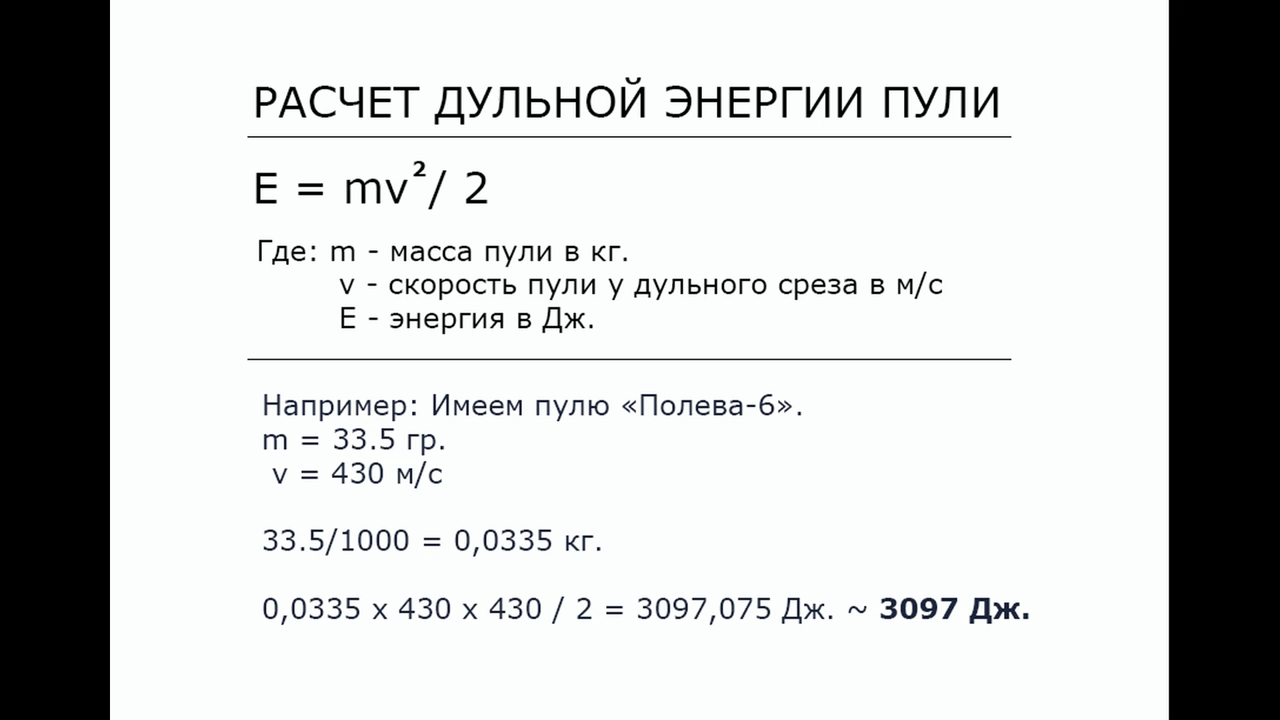 РАСЧЕТ ДУЛЬНОЙ ЭНЕРГИИ ПУЛИ
E = mv²/ 2
Где: m - масса пули в кг.
v - скорость пули у дульного среза в м/с
E - энергия в Дж.
Например: Имеем пулю «Полева-6».
m = 33.5 гр.
v = 430 м/с
33.5/1000 = 0,0335 кг.
0,0335 x 430 x 430 / 2 = 3097,075 Дж. ~ 3097 Дж.